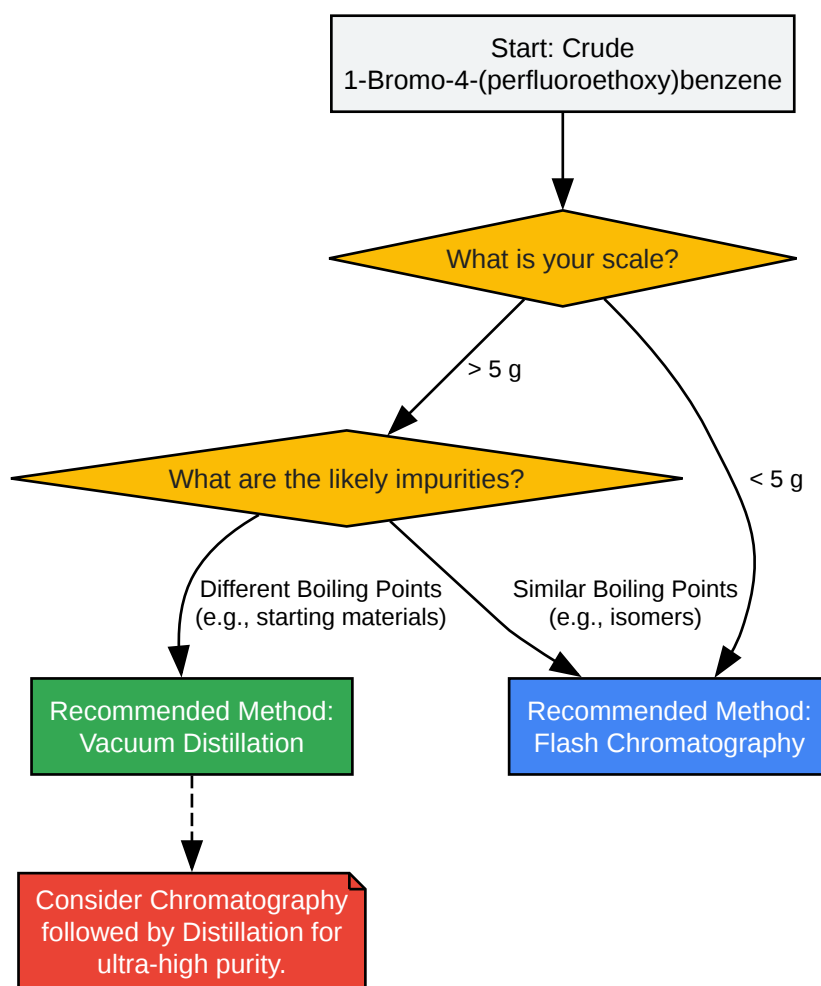 Start: Crude
1-Bromo-4-(perfluoroethoxy)benzene
What is your scale?
> 5 g
What are the likely impurities?
< 5 g
Different Boiling Points
(e.g., starting materials)
Similar Boiling Points
(e.g., isomers)
Recommended Method:
Vacuum Distillation
Recommended Method:
Flash Chromatography
Consider Chromatography
followed by Distillation for
ultra-high purity.